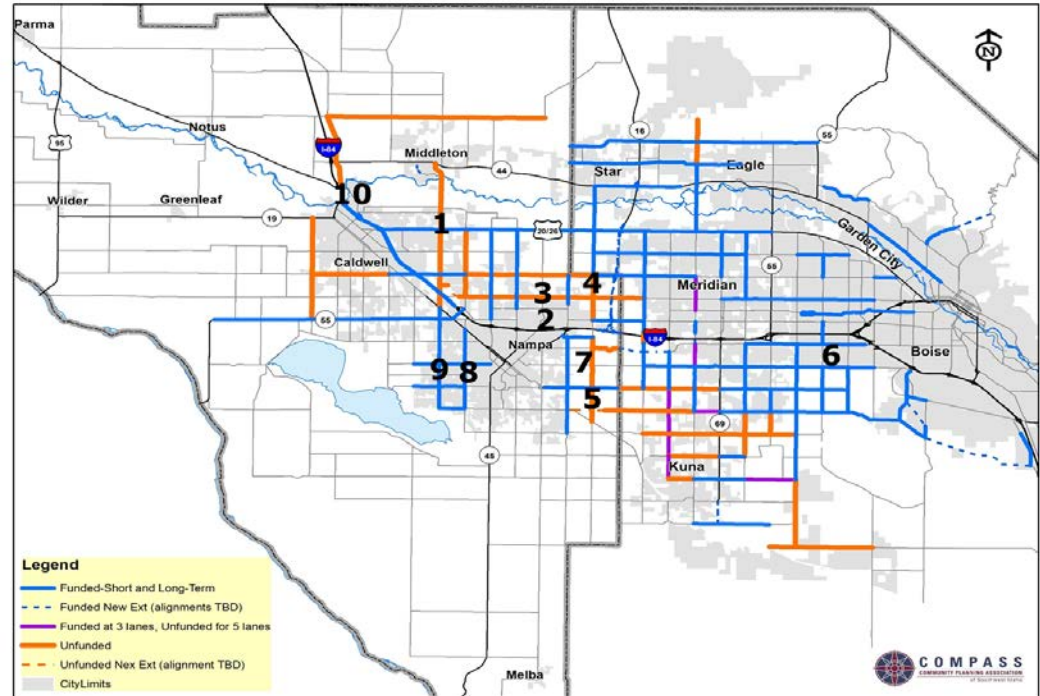 Parma
N
95
Notus
I-84
Middleton
16
55
44
Star
Eagle
Wilder
Greenleaf
10
19
1
20/26
Garden City
Caldwell
55
4
Meridian
3
55
2
I-84
Nampa
7
6
Boise
9
8
5
69
Kuna
45
Legend
Funded-Short and Long-Term
Funded New Ext (alignments TBD)
Funded at 3 lanes, Unfunded for 5 lanes
Unfunded
Unfunded Nex Ext (alignment TBD)
CityLimits
Melba
COMPASS
COMMUNITY PLANNING ASSOCIATION
of Southwest Idaho